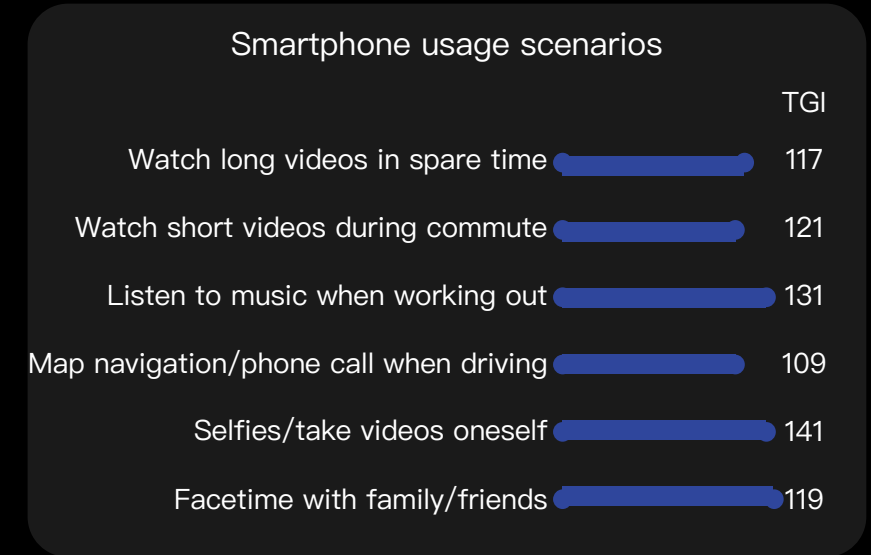 Smartphone usage scenarios
TGI
Watch long videos in spare time 117
Watch short videos during commute 121
Listen to music when working out 131
Map navigation/phone call when driving 109
Selfies/take videos oneself 141
Facetime with family/friends 119